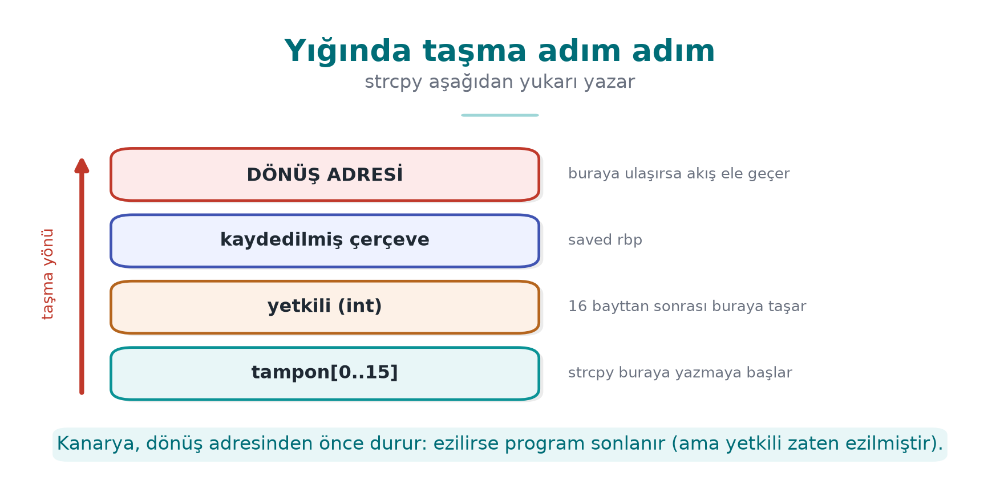 Yığında taşma adım adım
strcpy aşağıdan yukarı yazar
DÖNÜŞ ADRESİ
buraya ulaşırsa akış ele geçer
kaydedilmiş çerçeve
saved rbp
taşma yönü
yetkili (int)
16 bayttan sonrası buraya taşar
tampon[0..15]
strcpy buraya yazmaya başlar
Kanarya, dönüş adresinden önce durur: ezilirse program sonlanır (ama yetkili zaten ezilmiştir).